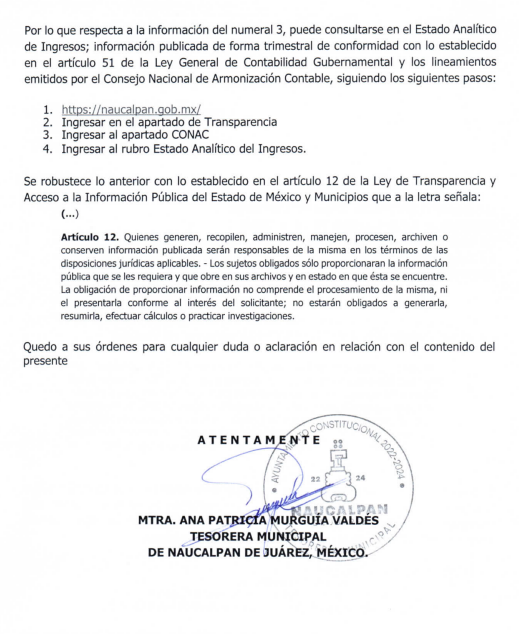 Por lo que respecta a la información del numeral 3, puede consultarse en el Estado Analítico
de Ingresos; información publicada de forma trimestral de conformidad con lo establecido
en el artículo 51 de la Ley General de Contabilidad Gubernamental y los lineamientos
emitidos por el Consejo Nacional de Armonización Contable, siguiendo los siguientes pasos:
1. https://naucalpan.gob.mx/
2. Ingresar en el apartado de Transparencia
3. Ingresar al apartado CONAC
4. Ingresar al rubro Estado Analítico del Ingresos.
Se robustece lo anterior con lo establecido en el artículo 12 de la Ley de Transparencia y
Acceso a la Información Pública del Estado de México y Municipios que a la letra señala:
(...)
Artículo 12. Quienes generen, recopilen, administren, manejen, procesen, archiven o
conserven información publicada serán responsables de la misma en los términos de las
disposiciones jurídicas aplicables. - Los sujetos obligados sólo proporcionaran la información
pública que se les requiera y que obre en sus archivos y en estado en que ésta se encuentre.
La obligación de proporcionar información no comprende el procesamiento de la misma, ni
el presentarla conforme al interés del solicitante; no estarán obligados a generarla,
resumirla, efectuar cálculos o practicar investigaciones.
Quedo a sus órdenes para cualquier duda o aclaración en relación con el contenido del
presente
ATENTAMENTE
AYUNTAMIENTO CONSTITUCIONAL 2022-2024
22 24
NAUCALPAN
MTRA. ANA PATRICIA MURGUÍA VALDÉS
TESORERA MUNICIPAL
DE NAUCALPAN DE JUÁREZ, MÉXICO.